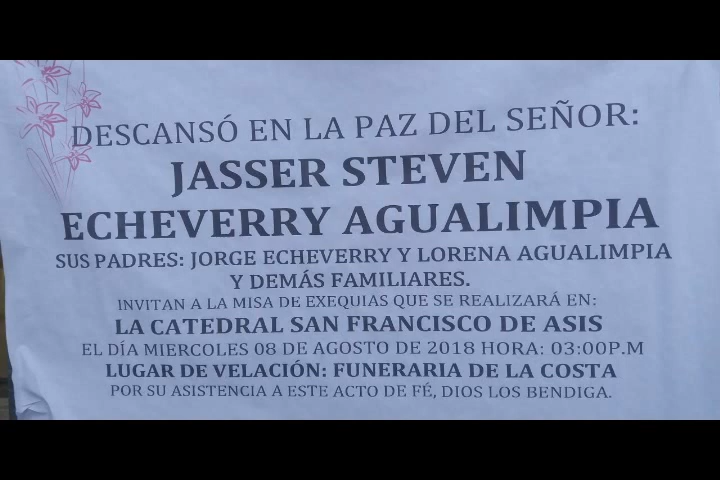 DESCANSÓ EN LA PAZ DEL SEÑOR:
JASSER STEVEN
ECHEVERRY AGUALIMPIA
SUS PADRES: JORGE ECHEVERRY Y LORENA AGUALIMPIA
Y DEMÁS FAMILIARES.
INVITAN A LA MISA DE EXEQUIAS QUE SE REALIZARÁ EN:
LA CATEDRAL SAN FRANCISCO DE ASIS
EL DÍA MIERCOLES 08 DE AGOSTO DE 2018 HORA: 03:00P.M
LUGAR DE VELACIÓN: FUNERARIA DE LA COSTA
POR SU ASISTENCIA A ESTE ACTO DE FÉ, DIOS LOS BENDIGA.